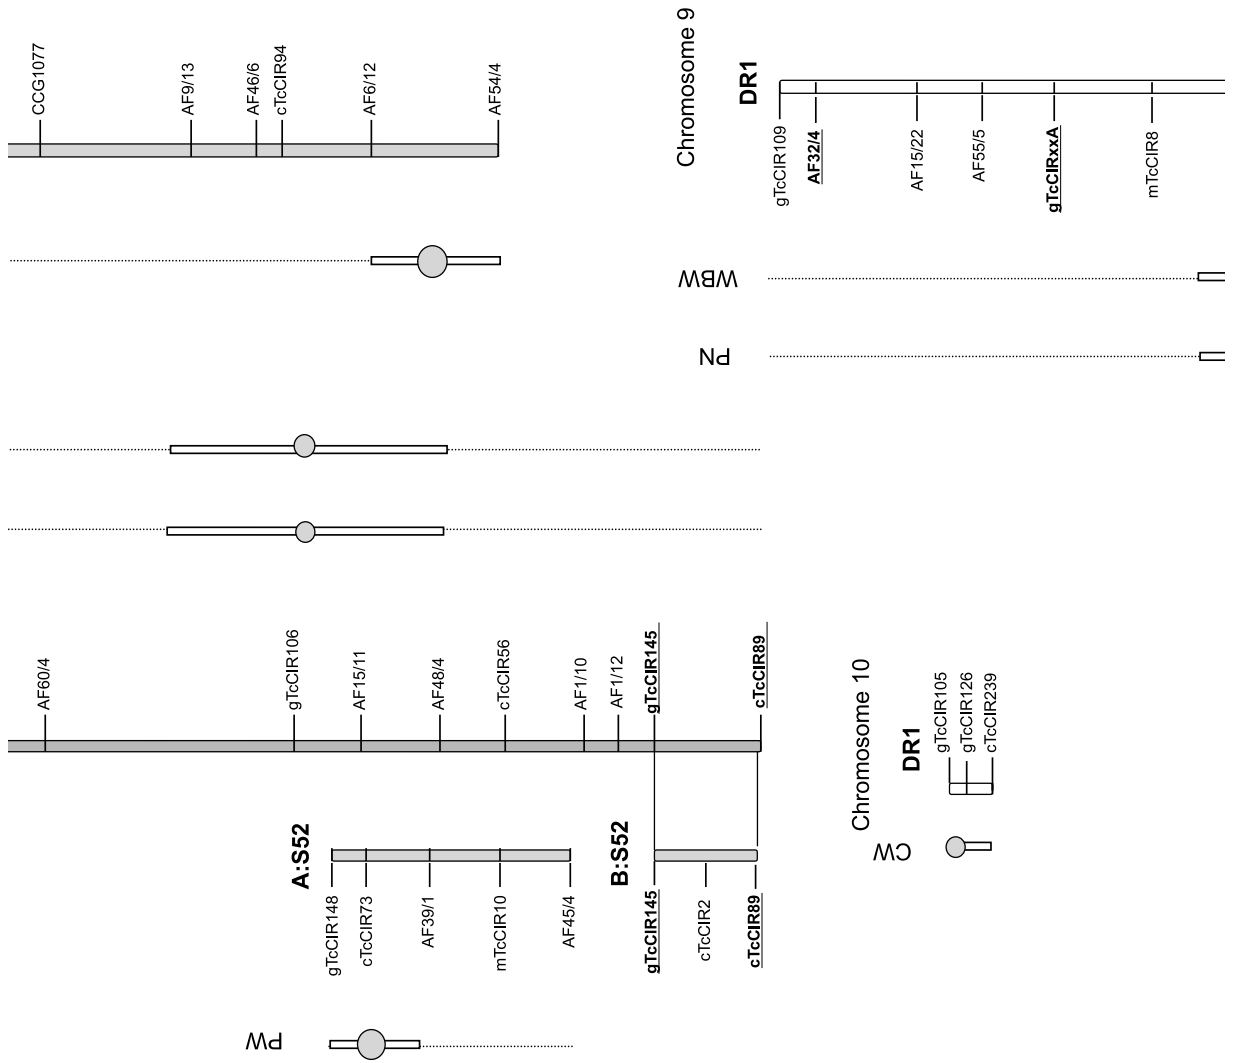 CCG1077
AF9/13
AF46/6
cTcCIR94
AF6/12
AF54/4
Chromosome 9
DR1
gTcCIR109
AF32/4
AF15/22
AF55/5
gTcCIRxxA
mTcCIR8
WBW
PN
AF60/4
gTcCIR106
AF15/11
AF48/4
cTcCIR56
AF1/10
AF1/12
gTcCIR145
cTcCIR89
A:S52
gTcCIR148
cTcCIR73
AF39/1
mTcCIR10
AF45/4
B:S52
gTcCIR145
cTcCIR2
cTcCIR89
PW
Chromosome 10
DR1
gTcCIR105
gTcCIR126
cTcCIR239
CW